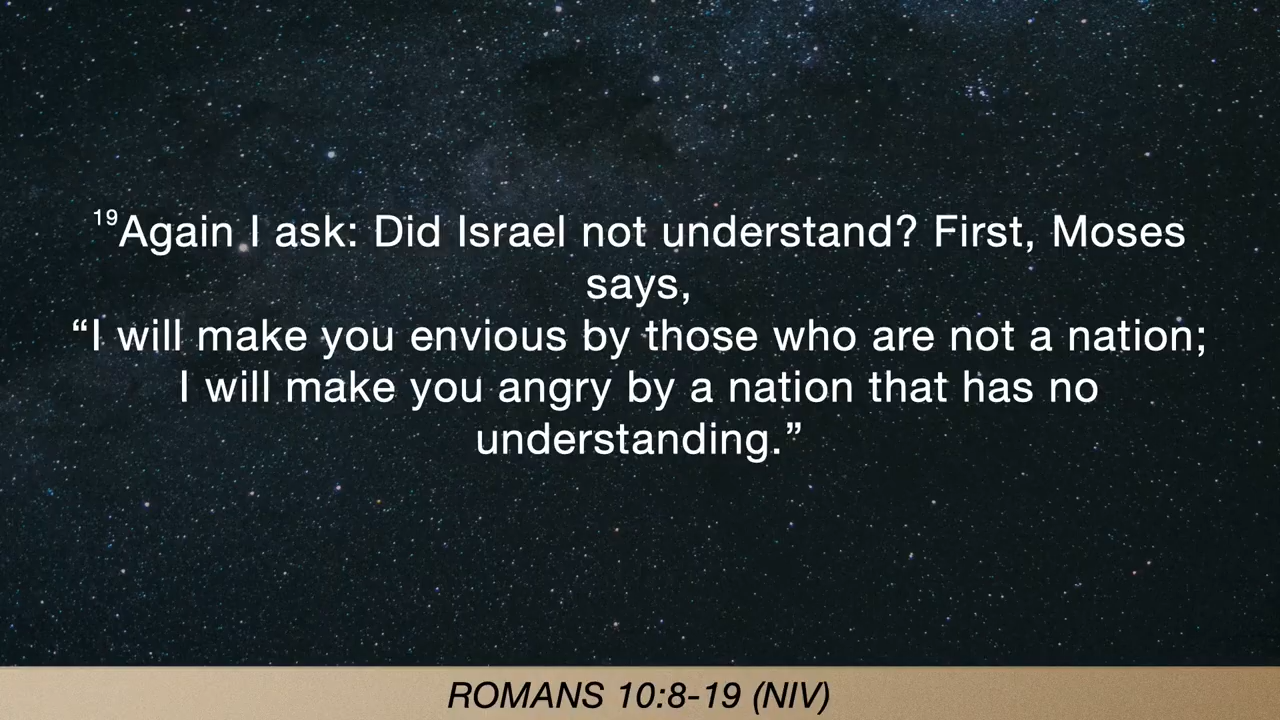 ¹⁹Again I ask: Did Israel not understand? First, Moses
says,
“I will make you envious by those who are not a nation;
I will make you angry by a nation that has no
understanding.”
ROMANS 10:8-19 (NIV)